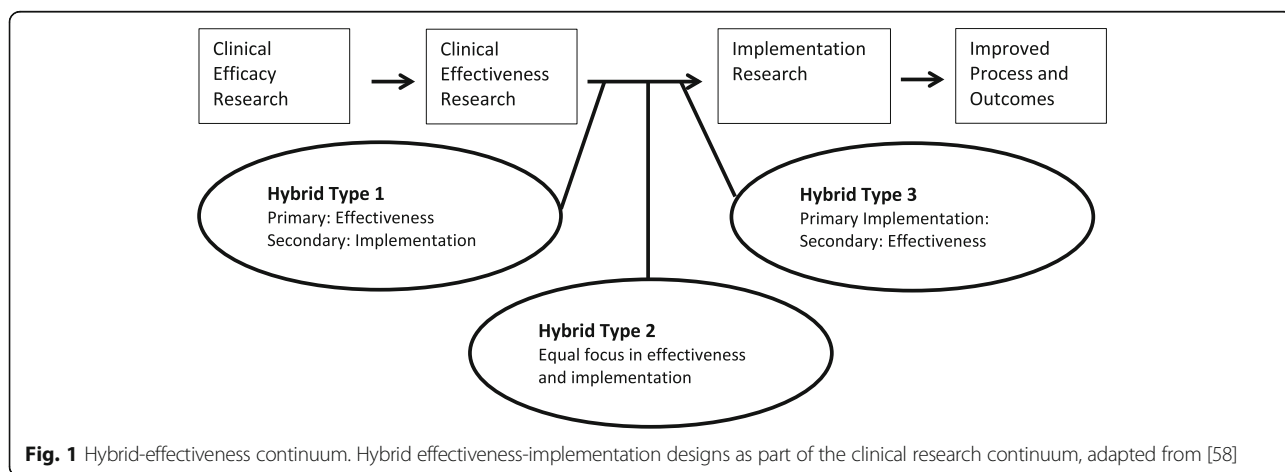 Clinical
Efficacy
Research
Clinical
Effectiveness
Research
Implementation
Research
Improved
Process and
Outcomes
Hybrid Type 1
Primary: Effectiveness
Secondary: Implementation
Hybrid Type 3
Primary Implementation:
Secondary: Effectiveness
Hybrid Type 2
Equal focus in effectiveness
and implementation
Fig. 1 Hybrid-effectiveness continuum. Hybrid effectiveness-implementation designs as part of the clinical research continuum, adapted from [58]